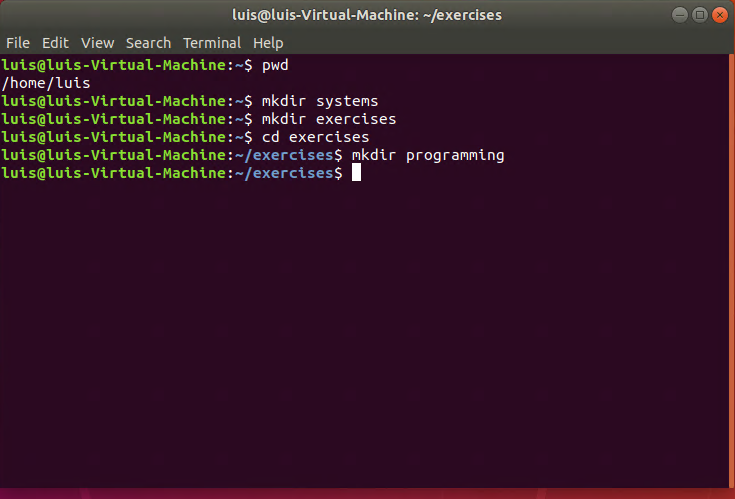 luis@luis-Virtual-Machine: ~/exercises
File Edit View Search Terminal Help
luis@luis-Virtual-Machine:~$ pwd
/home/luis
luis@luis-Virtual-Machine:~$ mkdir systems
luis@luis-Virtual-Machine:~$ mkdir exercises
luis@luis-Virtual-Machine:~$ cd exercises
luis@luis-Virtual-Machine:~/exercises$ mkdir programming
luis@luis-Virtual-Machine:~/exercises$